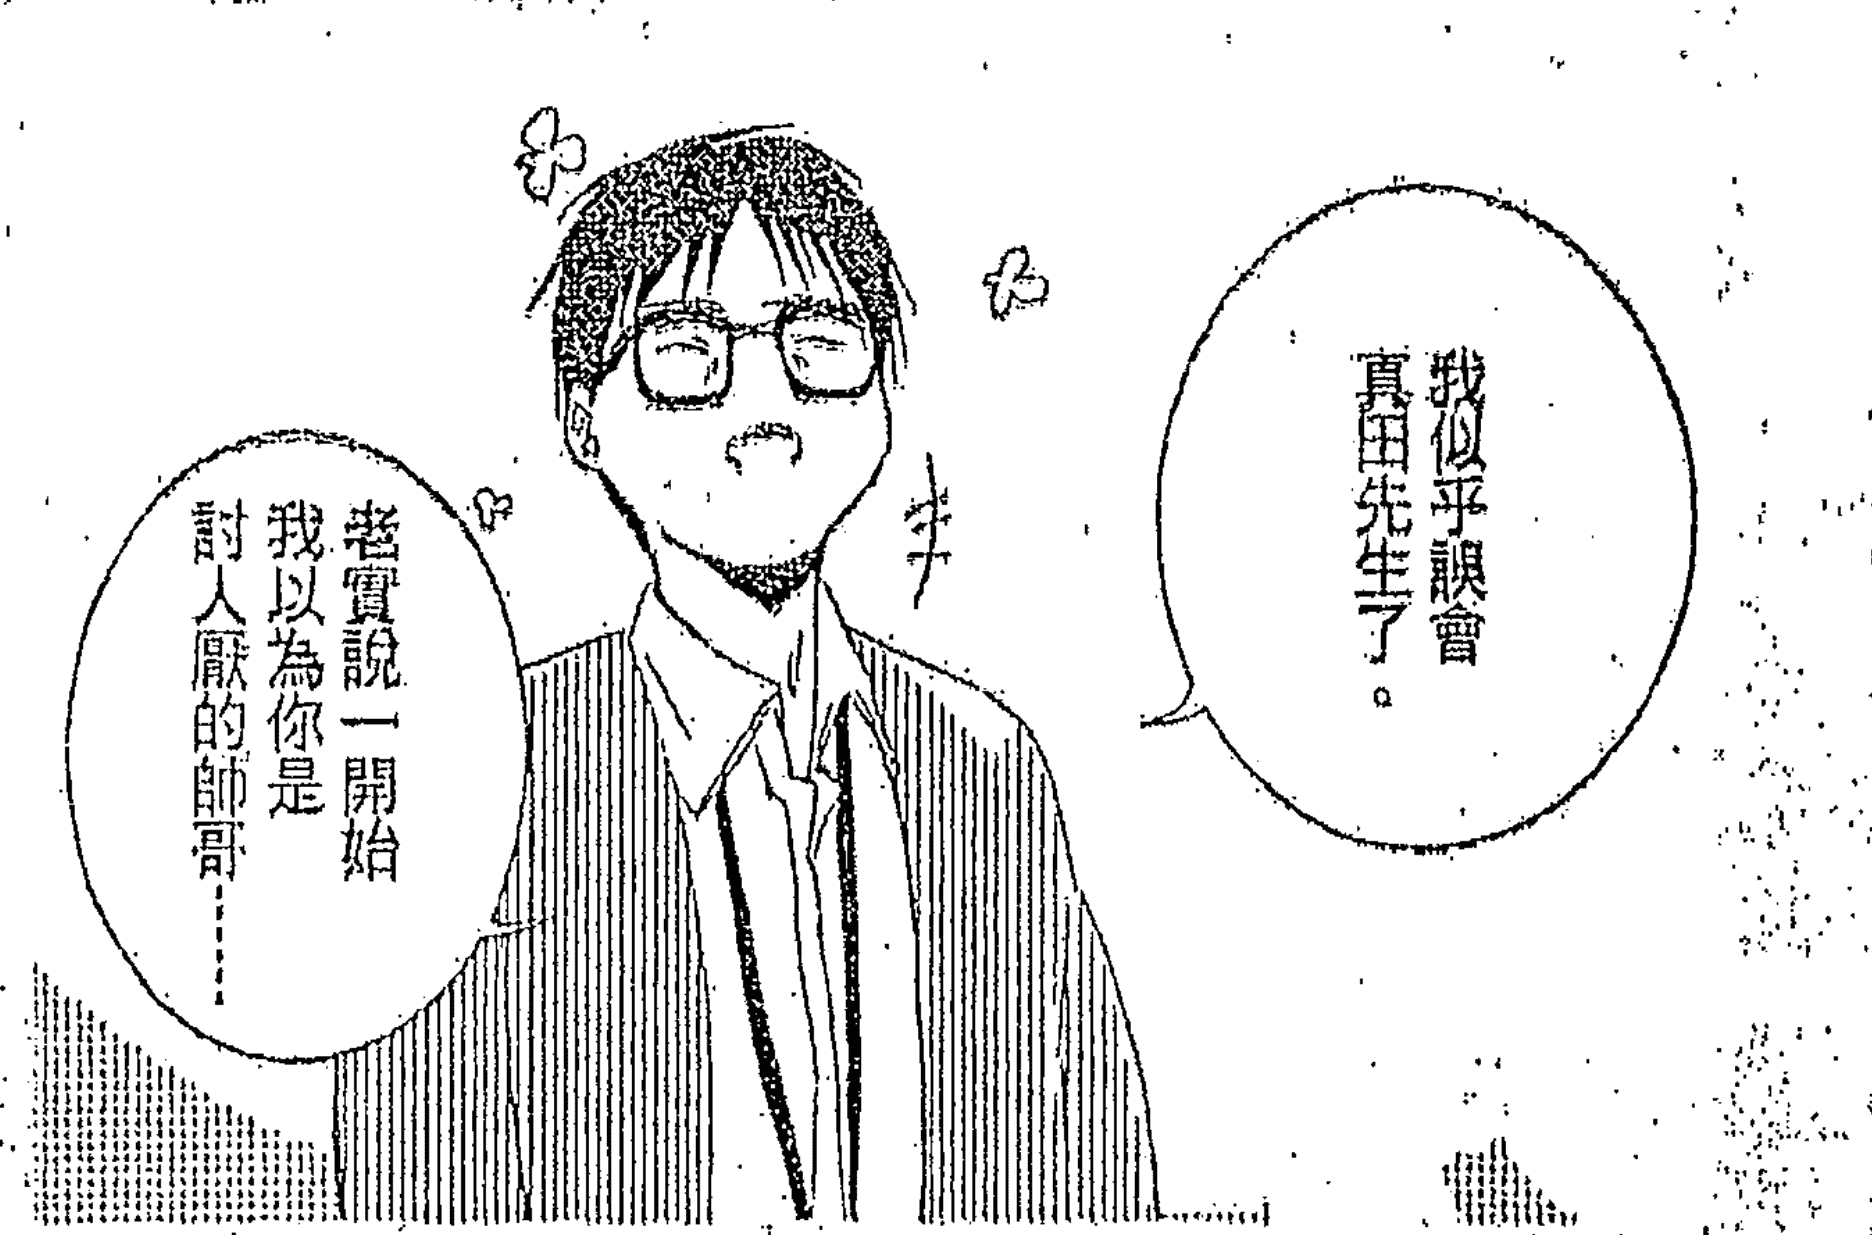 我似乎誤會
真田先生了。
老實說一開始
我以為你是
討人厭的帥哥……